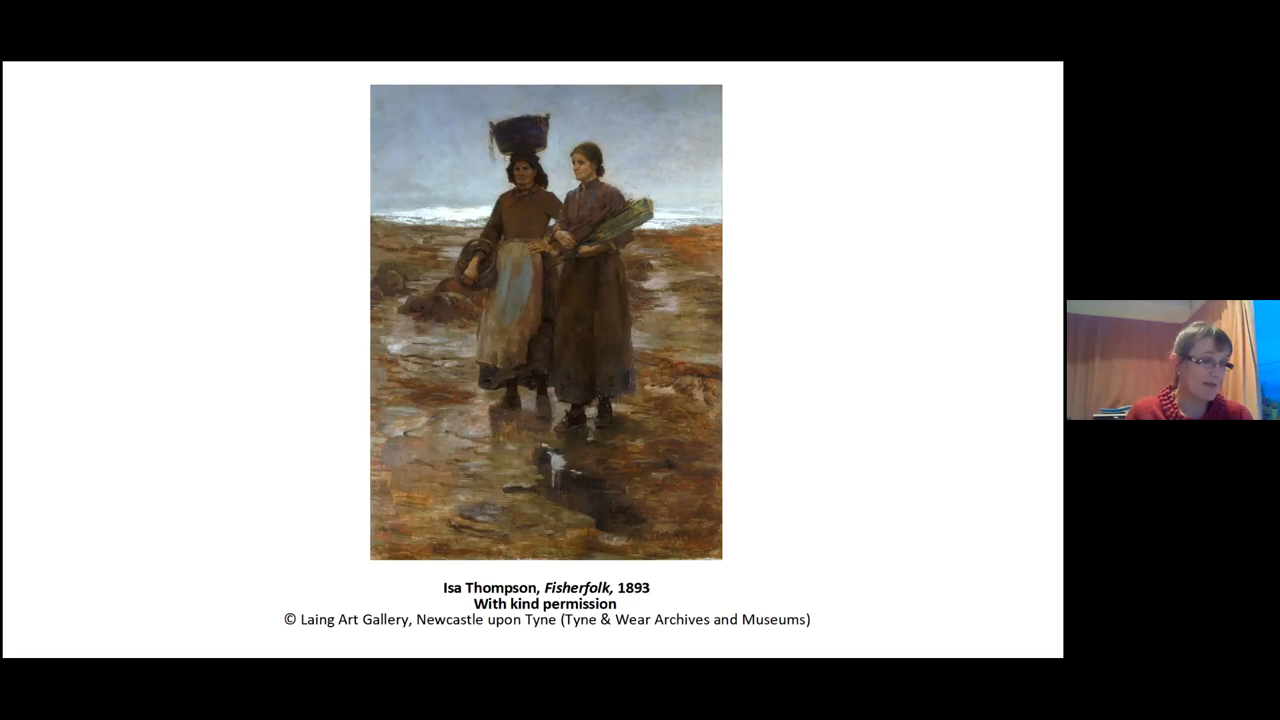 Isa Thompson, Fisherfolk, 1893
With kind permission
© Laing Art Gallery, Newcastle upon Tyne (Tyne & Wear Archives and Museums)